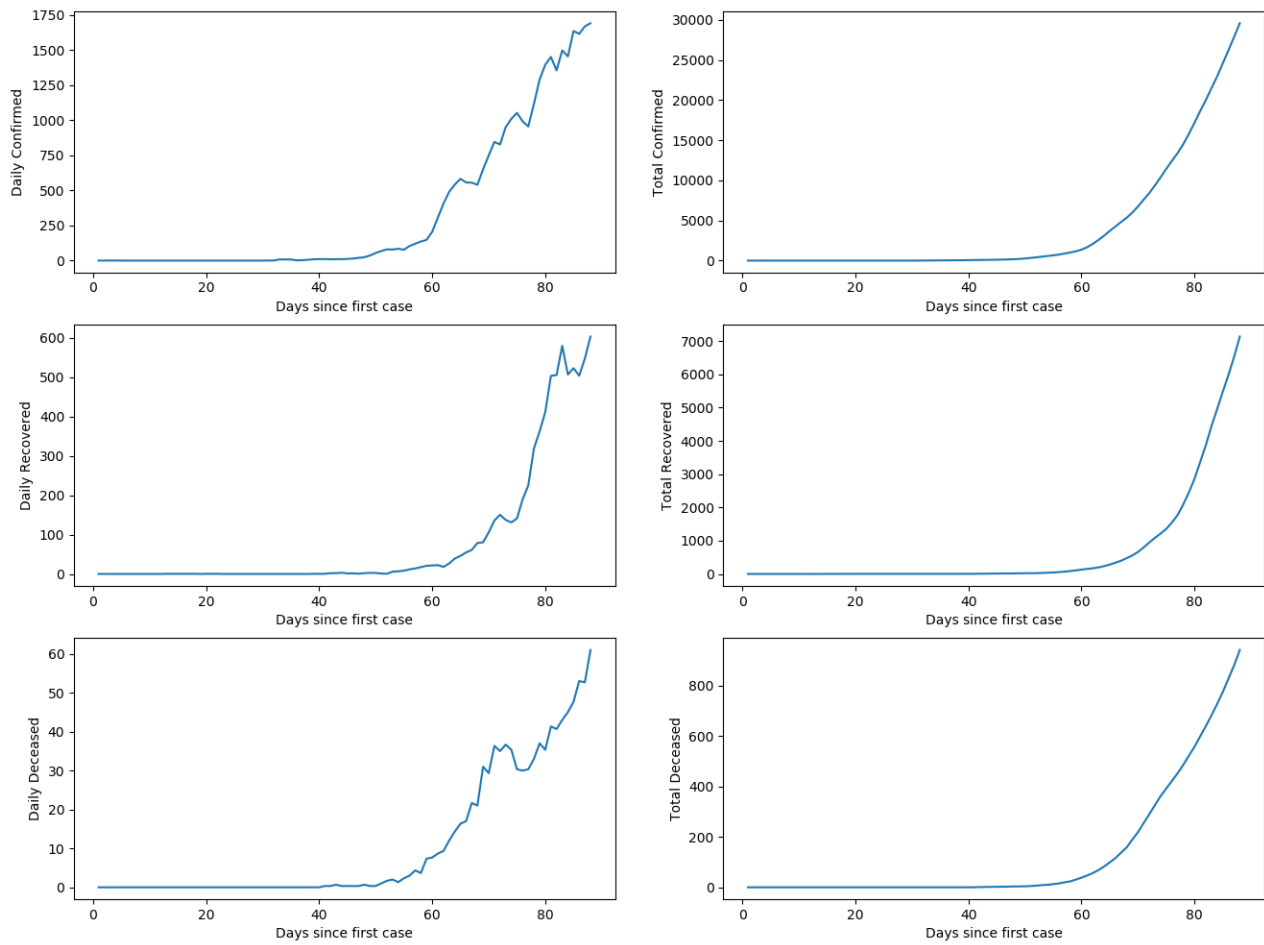 1750
1500
1250
1000
750
500
250
0
Daily Confirmed
0 20 40 60 80
Days since first case
30000
25000
20000
15000
10000
5000
0
Total Confirmed
0 20 40 60 80
Days since first case
600
500
400
300
200
100
0
Daily Recovered
0 20 40 60 80
Days since first case
7000
6000
5000
4000
3000
2000
1000
0
Total Recovered
0 20 40 60 80
Days since first case
60
50
40
30
20
10
0
Daily Deceased
0 20 40 60 80
Days since first case
800
600
400
200
0
Total Deceased
0 20 40 60 80
Days since first case